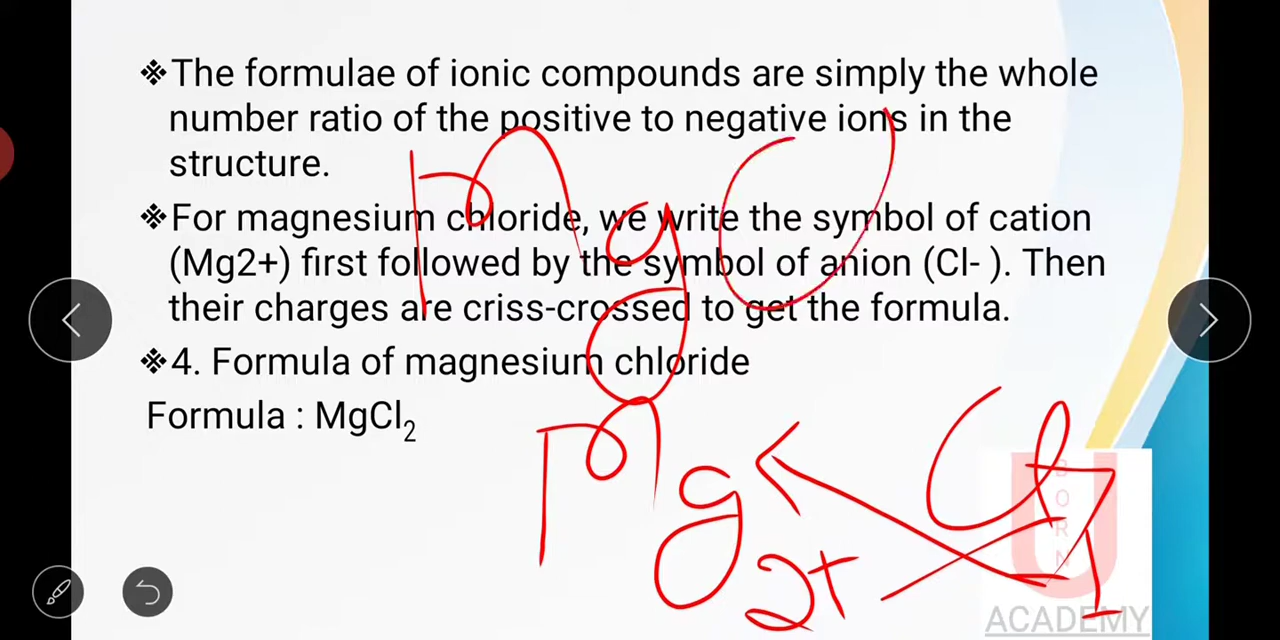 ❖The formulae of ionic compounds are simply the whole
number ratio of the positive to negative ions in the
structure.
❖For magnesium chloride, we write the symbol of cation
(Mg2+) first followed by the symbol of anion (Cl- ). Then
their charges are criss-crossed to get the formula.
❖4. Formula of magnesium chloride
Formula : MgCl₂
Mg Cl
Mg Cl
2+ -1
U
BORN
ACADEMY